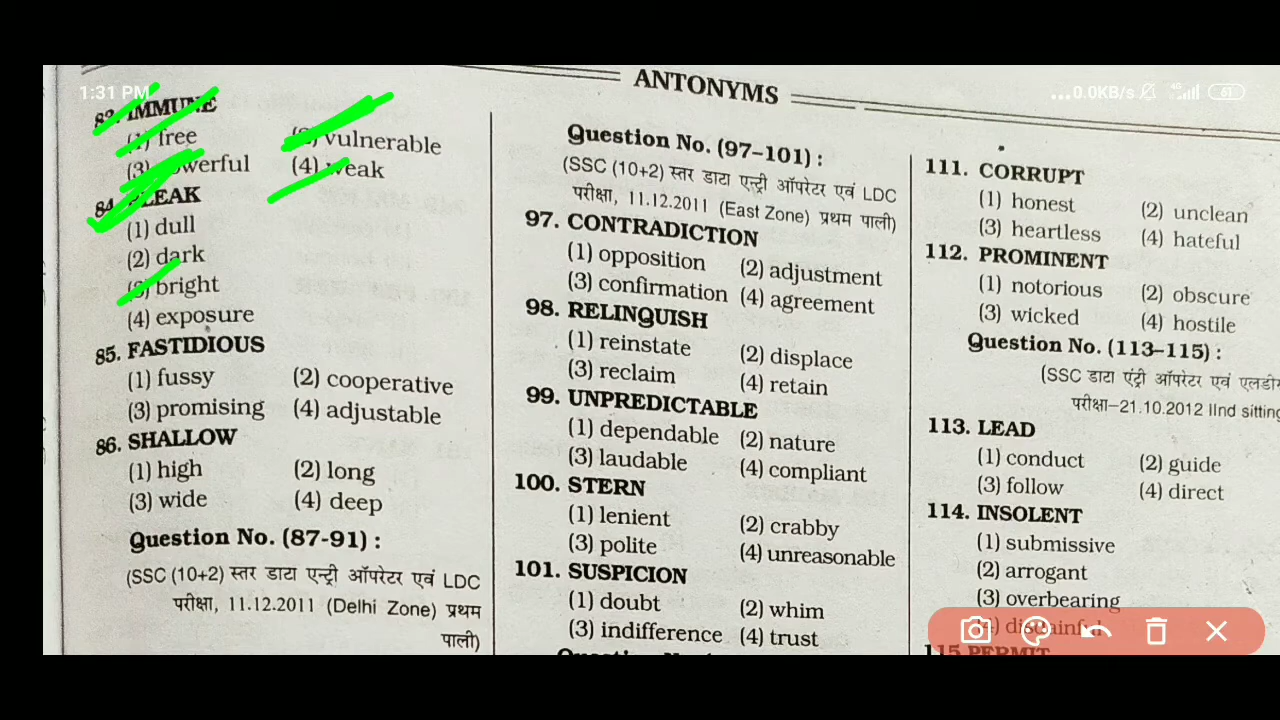 1:31 PM
...0.0KB/s 4G 61
ANTONYMS
83. IMMUNE
(1) free (2) vulnerable
(3) powerful (4) weak
84. BLEAK
(1) dull
(2) dark
(3) bright
(4) exposure
85. FASTIDIOUS
(1) fussy (2) cooperative
(3) promising (4) adjustable
86. SHALLOW
(1) high (2) long
(3) wide (4) deep
Question No. (87-91) :
(SSC (10+2) स्तर डाटा एन्ट्री ऑपरेटर एवं LDC
परीक्षा, 11.12.2011 (Delhi Zone) प्रथम
पाली)
Question No. (97–101) :
(SSC (10+2) स्तर डाटा एन्ट्री ऑपरेटर एवं LDC
परीक्षा, 11.12.2011 (East Zone) प्रथम पाली)
97. CONTRADICTION
(1) opposition (2) adjustment
(3) confirmation (4) agreement
98. RELINQUISH
(1) reinstate (2) displace
(3) reclaim (4) retain
99. UNPREDICTABLE
(1) dependable (2) nature
(3) laudable (4) compliant
100. STERN
(1) lenient (2) crabby
(3) polite (4) unreasonable
101. SUSPICION
(1) doubt (2) whim
(3) indifference (4) trust
111. CORRUPT
(1) honest (2) unclean
(3) heartless (4) hateful
112. PROMINENT
(1) notorious (2) obscure
(3) wicked (4) hostile
Question No. (113–115) :
(SSC डाटा एंट्री ऑपरेटर एवं
परीक्षा–21.10.2012 IInd
113. LEAD
(1) conduct (2) guide
(3) follow (4) direct
114. INSOLENT
(1) submissive
(2) arrogant
(3) overbearing
(4) disdainful
115 PERMIT